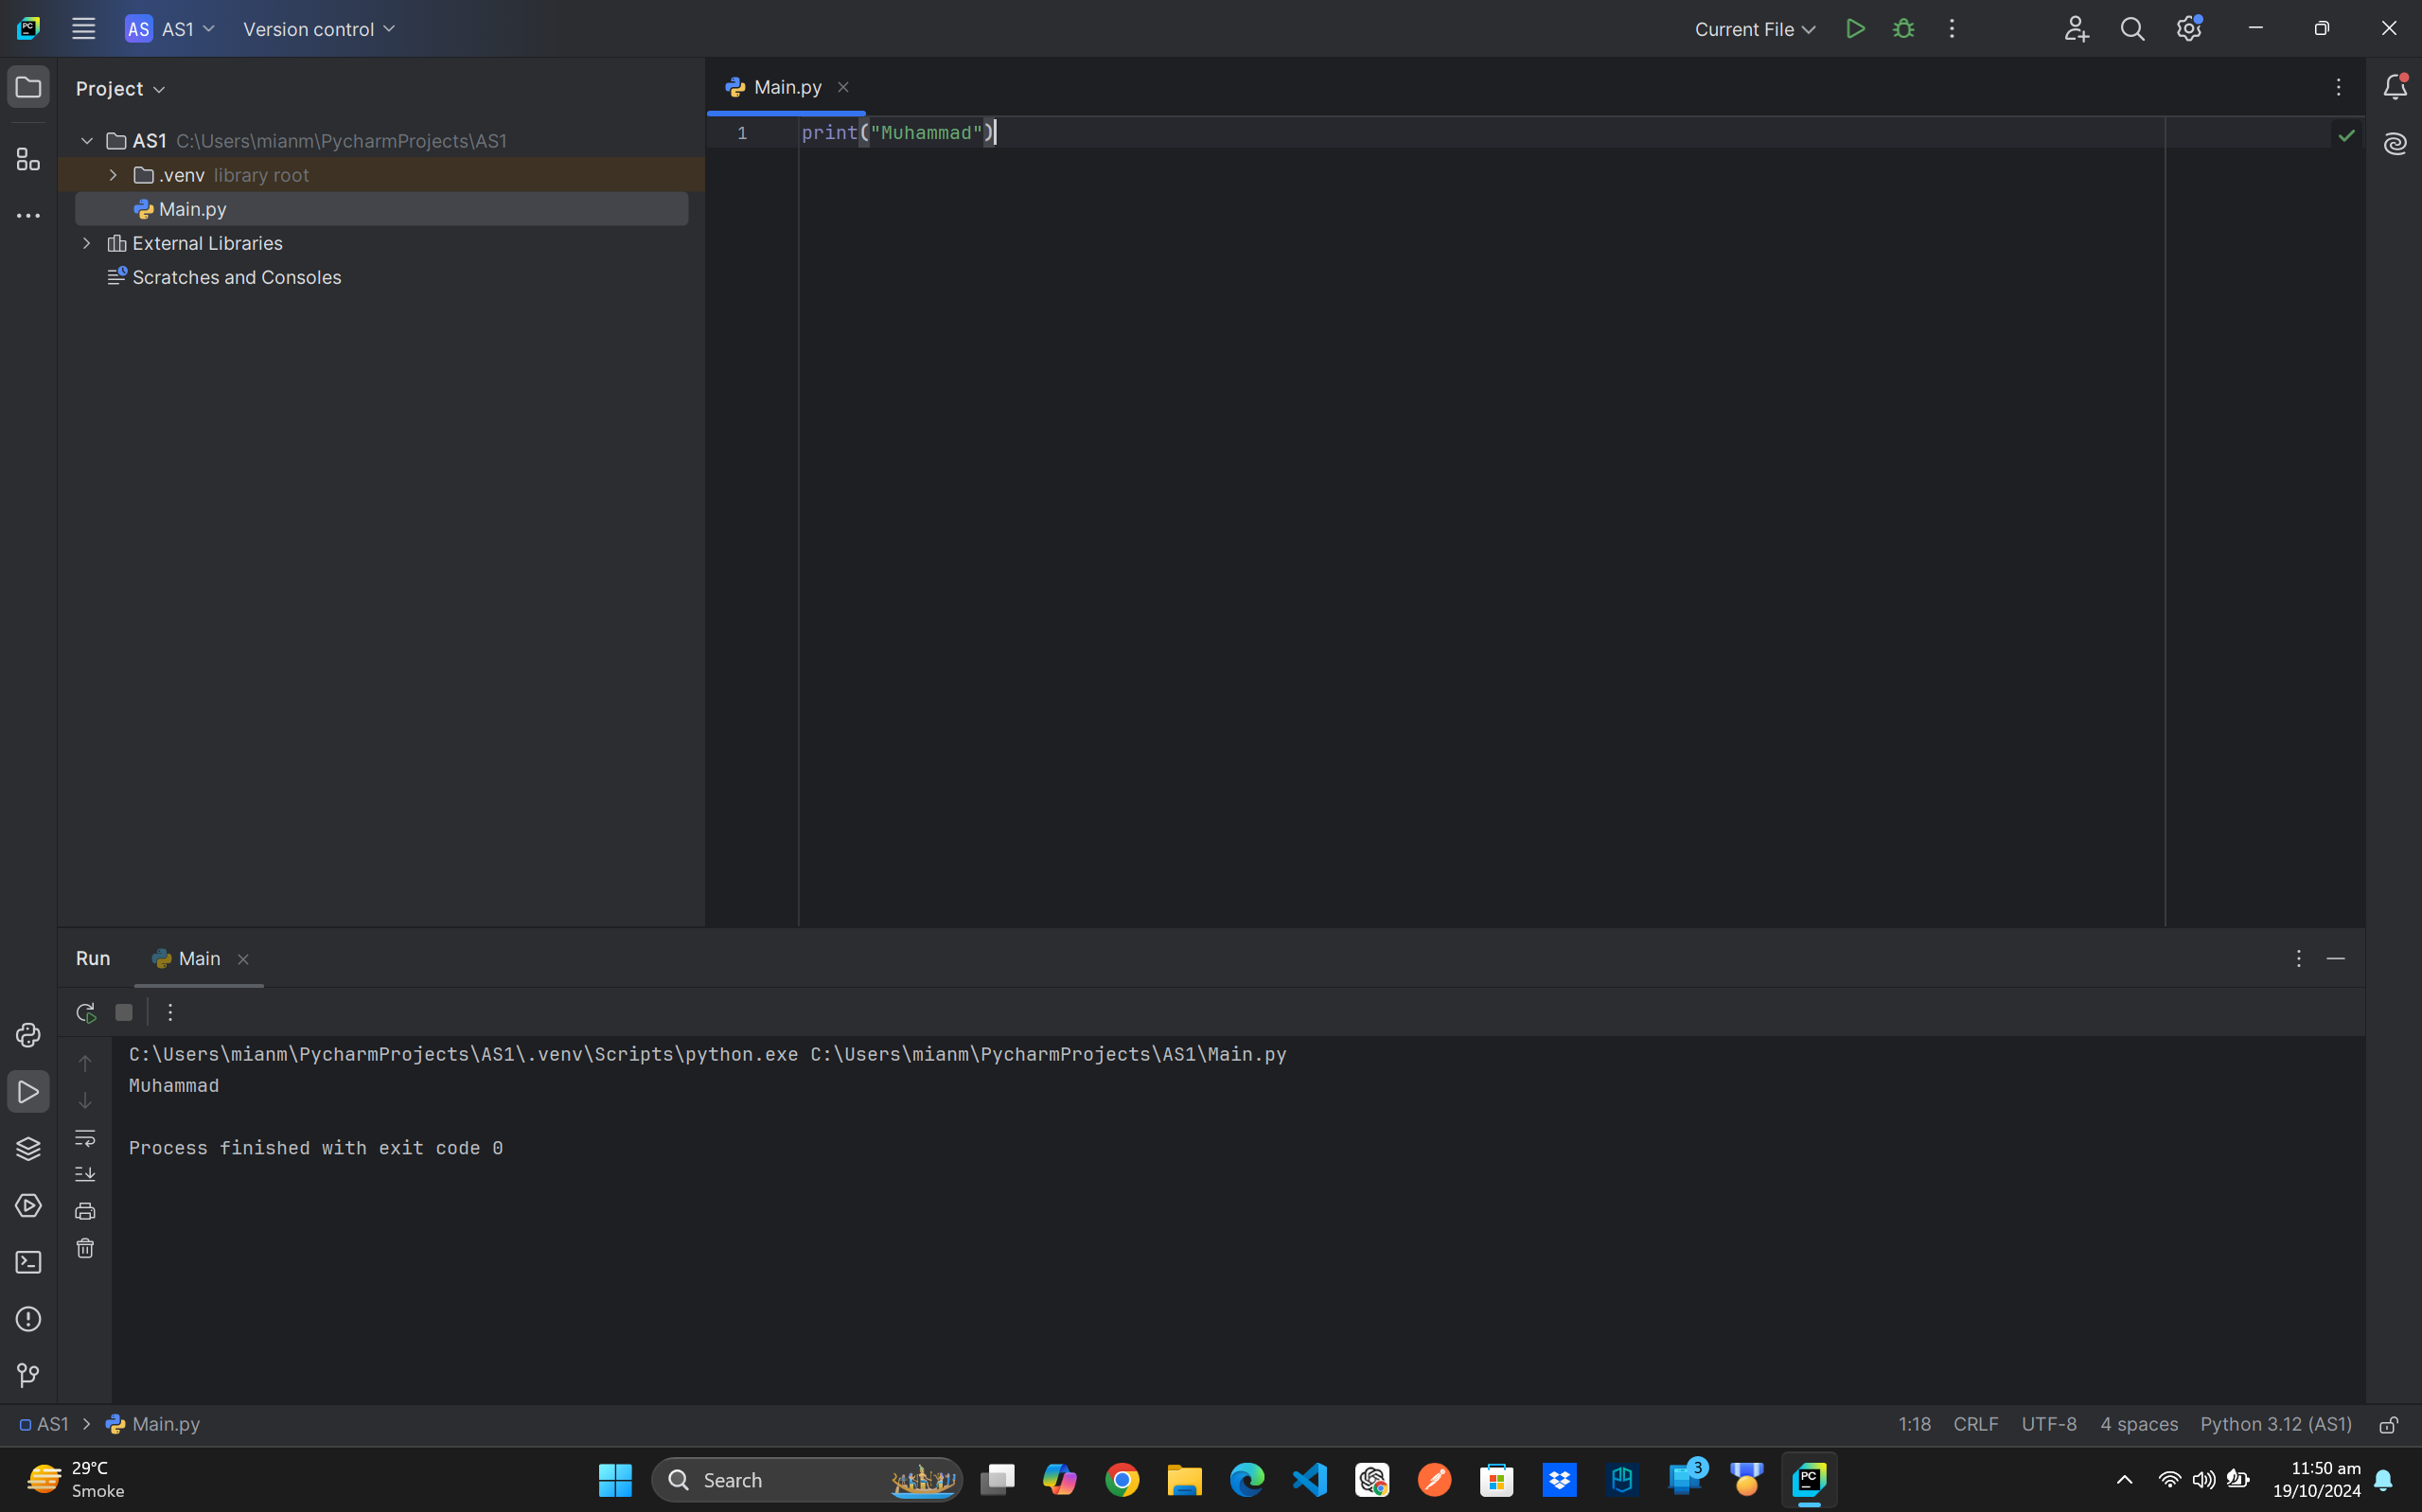 AS AS1 Version control Current File
Project
Main.py
AS1 C:\Users\mianm\PycharmProjects\AS1
.venv library root
Main.py
External Libraries
Scratches and Consoles
1 print("Muhammad")
Run Main
C:\Users\mianm\PycharmProjects\AS1\.venv\Scripts\python.exe C:\Users\mianm\PycharmProjects\AS1\Main.py
Muhammad
Process finished with exit code 0
AS1 Main.py 1:18 CRLF UTF-8 4 spaces Python 3.12 (AS1)
29°C
Smoke
Search
3
PC
11:50 am
19/10/2024